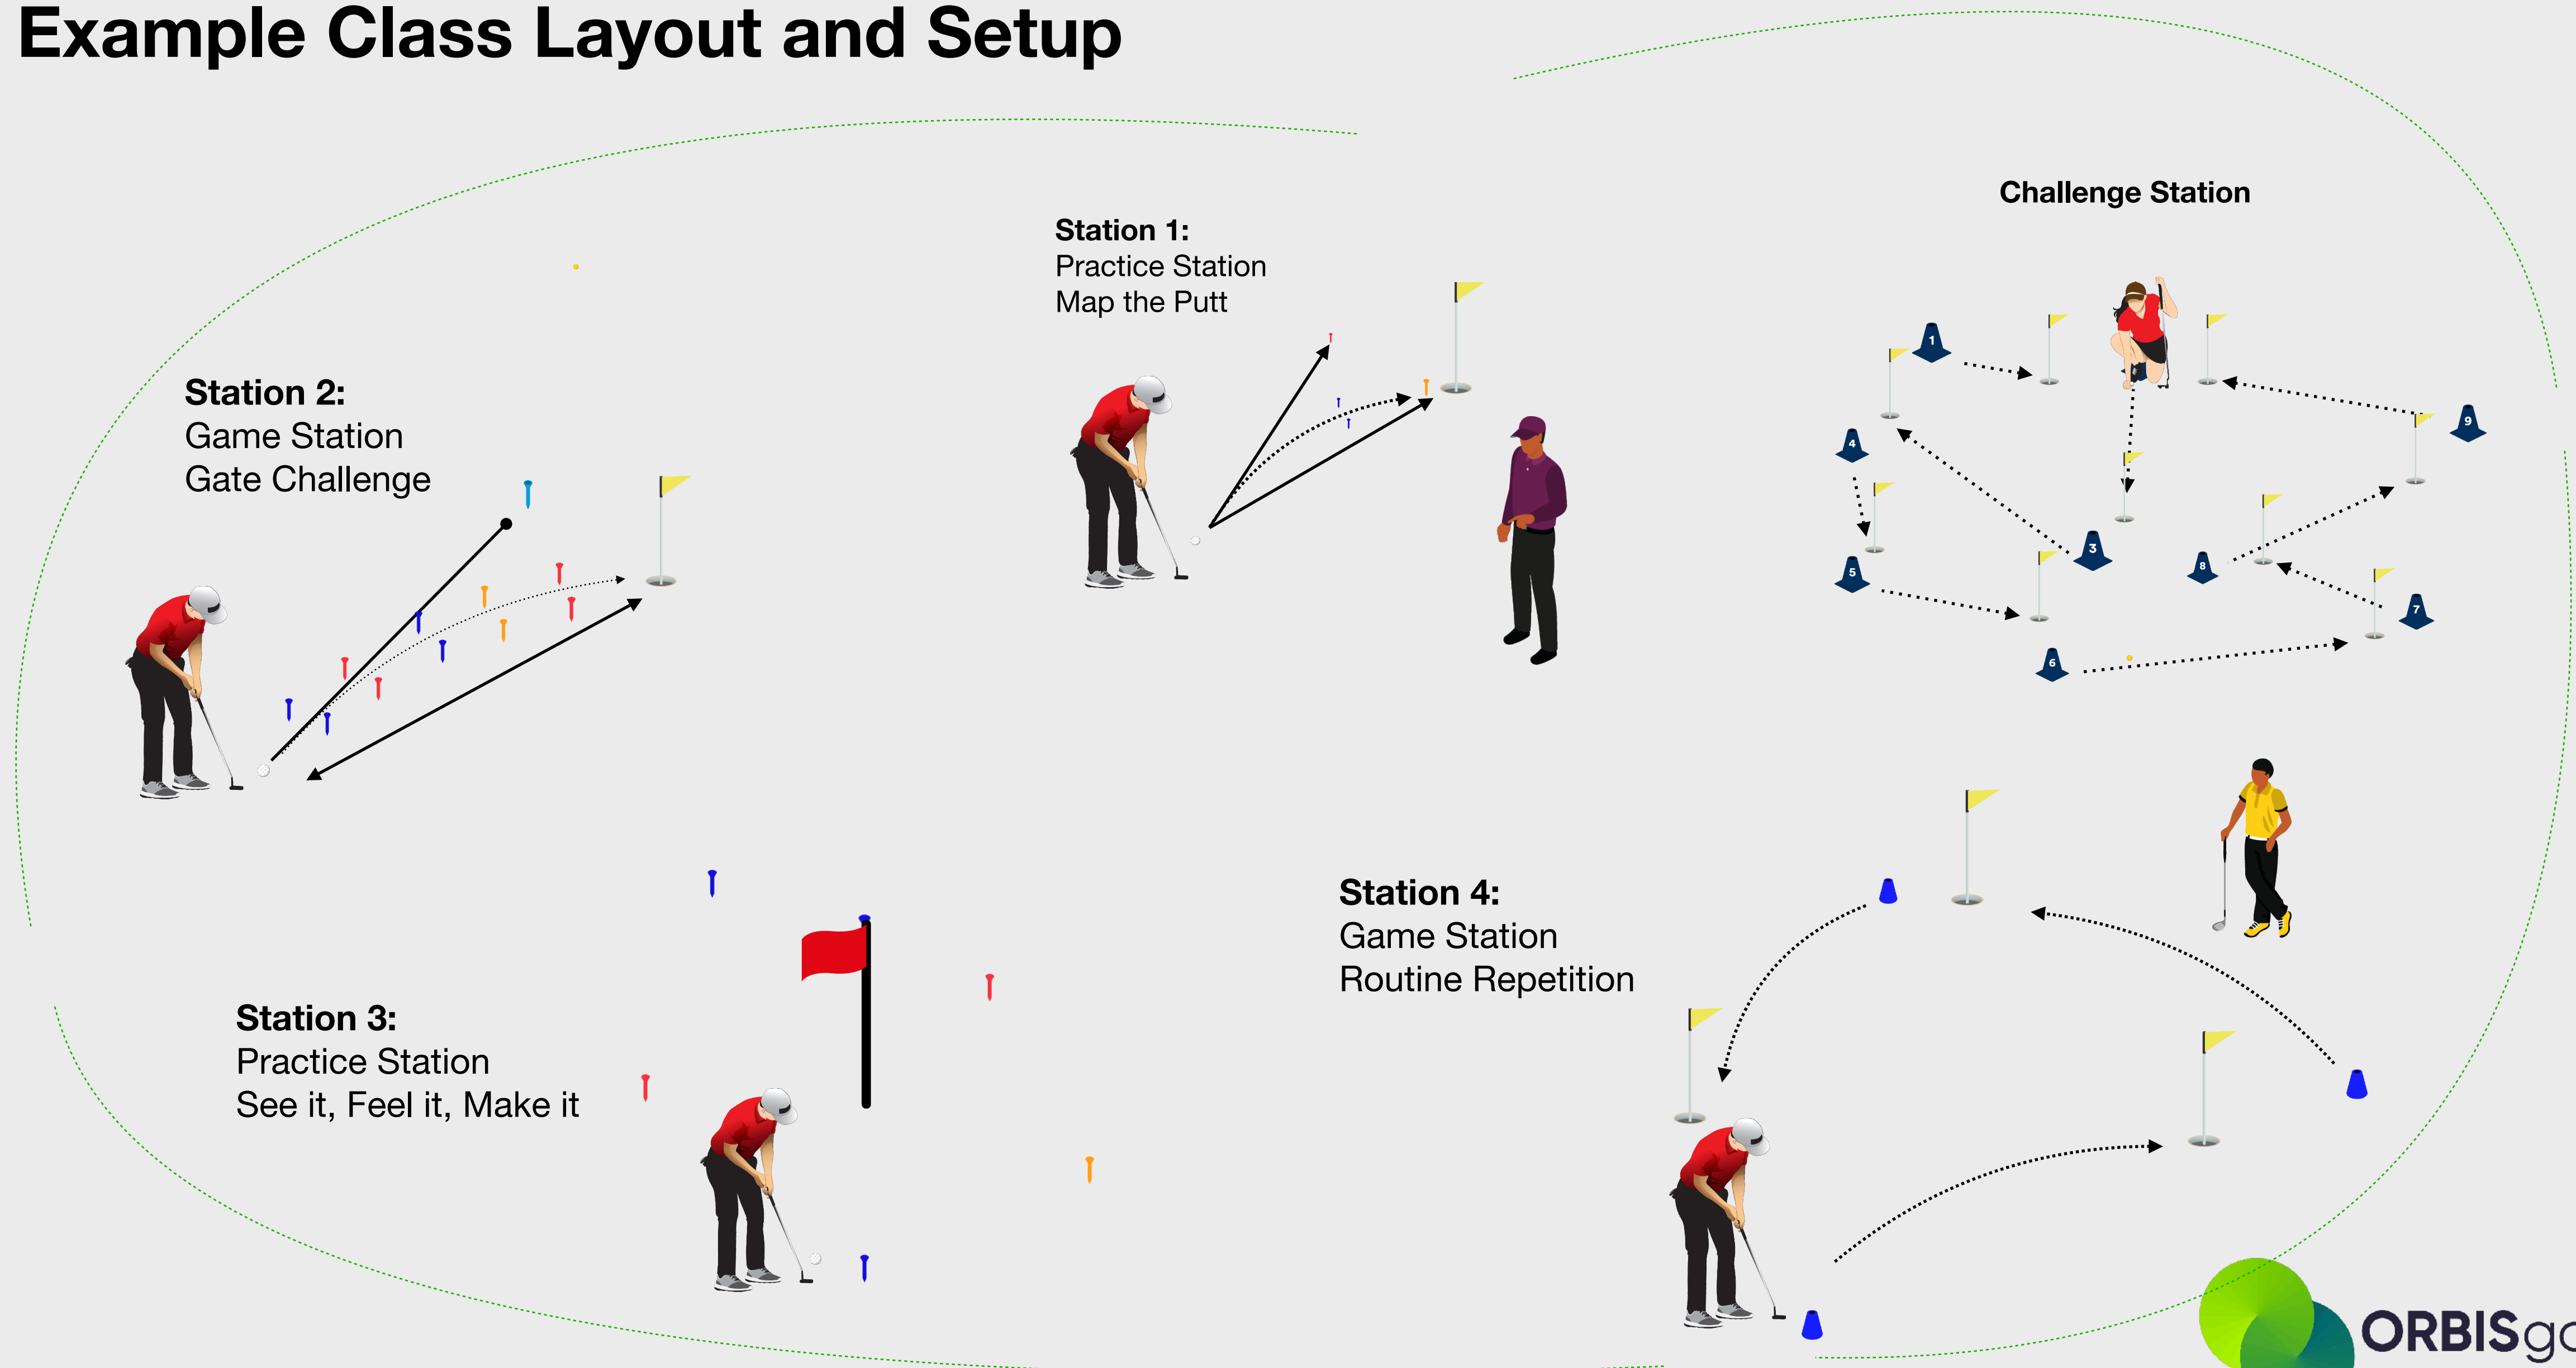 Example Class Layout and Setup
Station 1:
Practice Station
Map the Putt
Challenge Station
Station 2:
Game Station
Gate Challenge
1
4
5
3
6
7
8
9
Station 3:
Practice Station
See it, Feel it, Make it
Station 4:
Game Station
Routine Repetition
ORBISgo